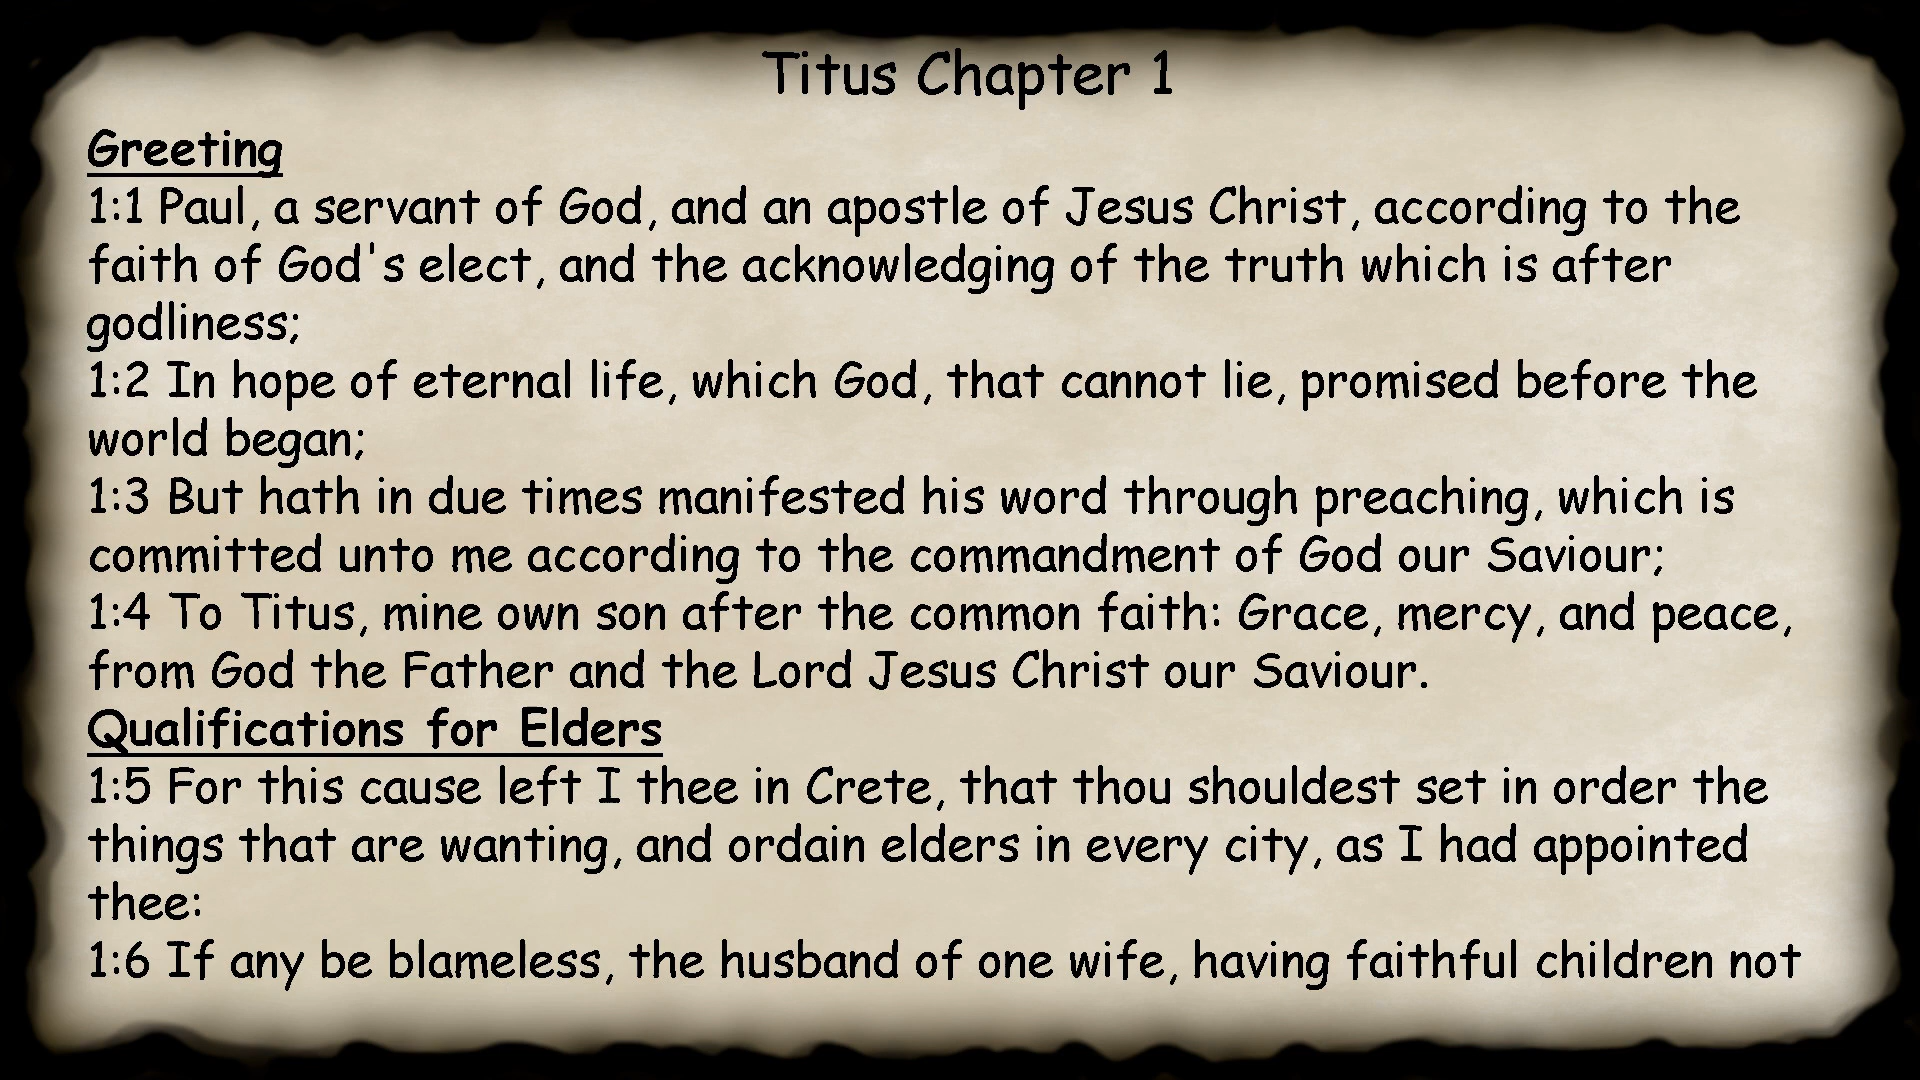 Titus Chapter 1
Greeting
1:1 Paul, a servant of God, and an apostle of Jesus Christ, according to the
faith of God's elect, and the acknowledging of the truth which is after
godliness;
1:2 In hope of eternal life, which God, that cannot lie, promised before the
world began;
1:3 But hath in due times manifested his word through preaching, which is
committed unto me according to the commandment of God our Saviour;
1:4 To Titus, mine own son after the common faith: Grace, mercy, and peace,
from God the Father and the Lord Jesus Christ our Saviour.
Qualifications for Elders
1:5 For this cause left I thee in Crete, that thou shouldest set in order the
things that are wanting, and ordain elders in every city, as I had appointed
thee:
1:6 If any be blameless, the husband of one wife, having faithful children not